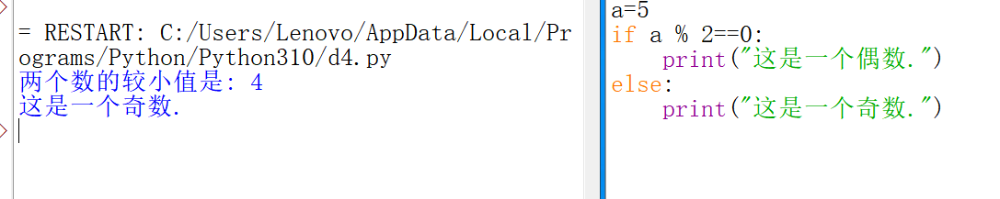 = RESTART: C:/Users/Lenovo/AppData/Local/Pr
ograms/Python/Python310/d4.py
两个数的较小值是: 4
这是一个奇数.
a=5
if a % 2==0:
    print("这是一个偶数.")
else:
    print("这是一个奇数.")